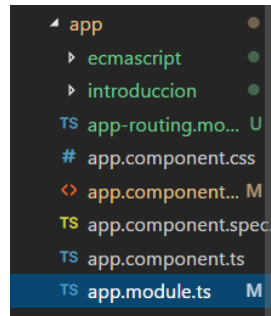 app
ecmascript
introduccion
TS app-routing.mo... U
# app.component.css
<> app.component... M
TS app.component.spec.
TS app.component.ts
TS app.module.ts M